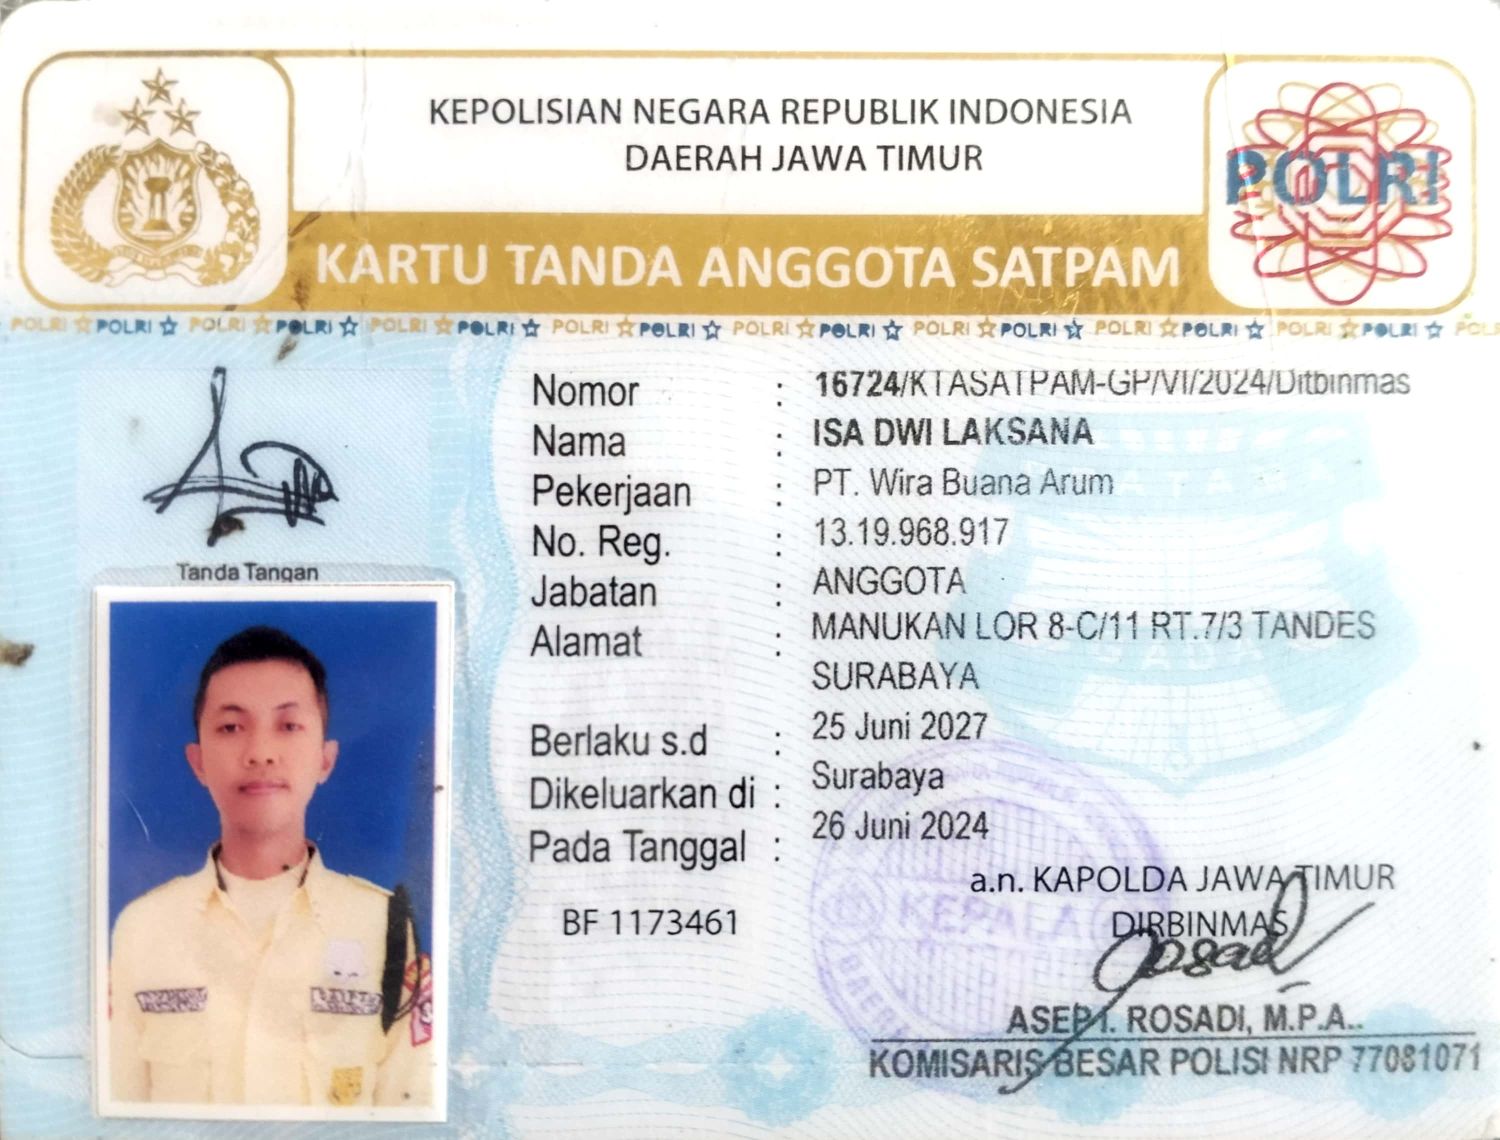 KEPOLISIAN NEGARA REPUBLIK INDONESIA
DAERAH JAWA TIMUR
POLRI
KARTU TANDA ANGGOTA SATPAM
POLRI POLRI POLRI POLRI POLRI POLRI POLRI POLRI POLRI POLRI POLRI POLRI POLRI POLRI POLRI POLRI
Tanda Tangan
Nomor : 16724/KTASATPAM-GP/VI/2024/Ditbinmas
Nama : ISA DWI LAKSANA
Pekerjaan : PT. Wira Buana Arum
No. Reg. : 13.19.968.917
Jabatan : ANGGOTA
Alamat : MANUKAN LOR 8-C/11 RT.7/3 TANDES
SURABAYA
Berlaku s.d : 25 Juni 2027
Dikeluarkan di : Surabaya
Pada Tanggal : 26 Juni 2024
BF 1173461
a.n. KAPOLDA JAWA TIMUR
DIRBINMAS
KEPALA
ASEP I. ROSADI, M.P.A..
KOMISARIS BESAR POLISI NRP 77081071